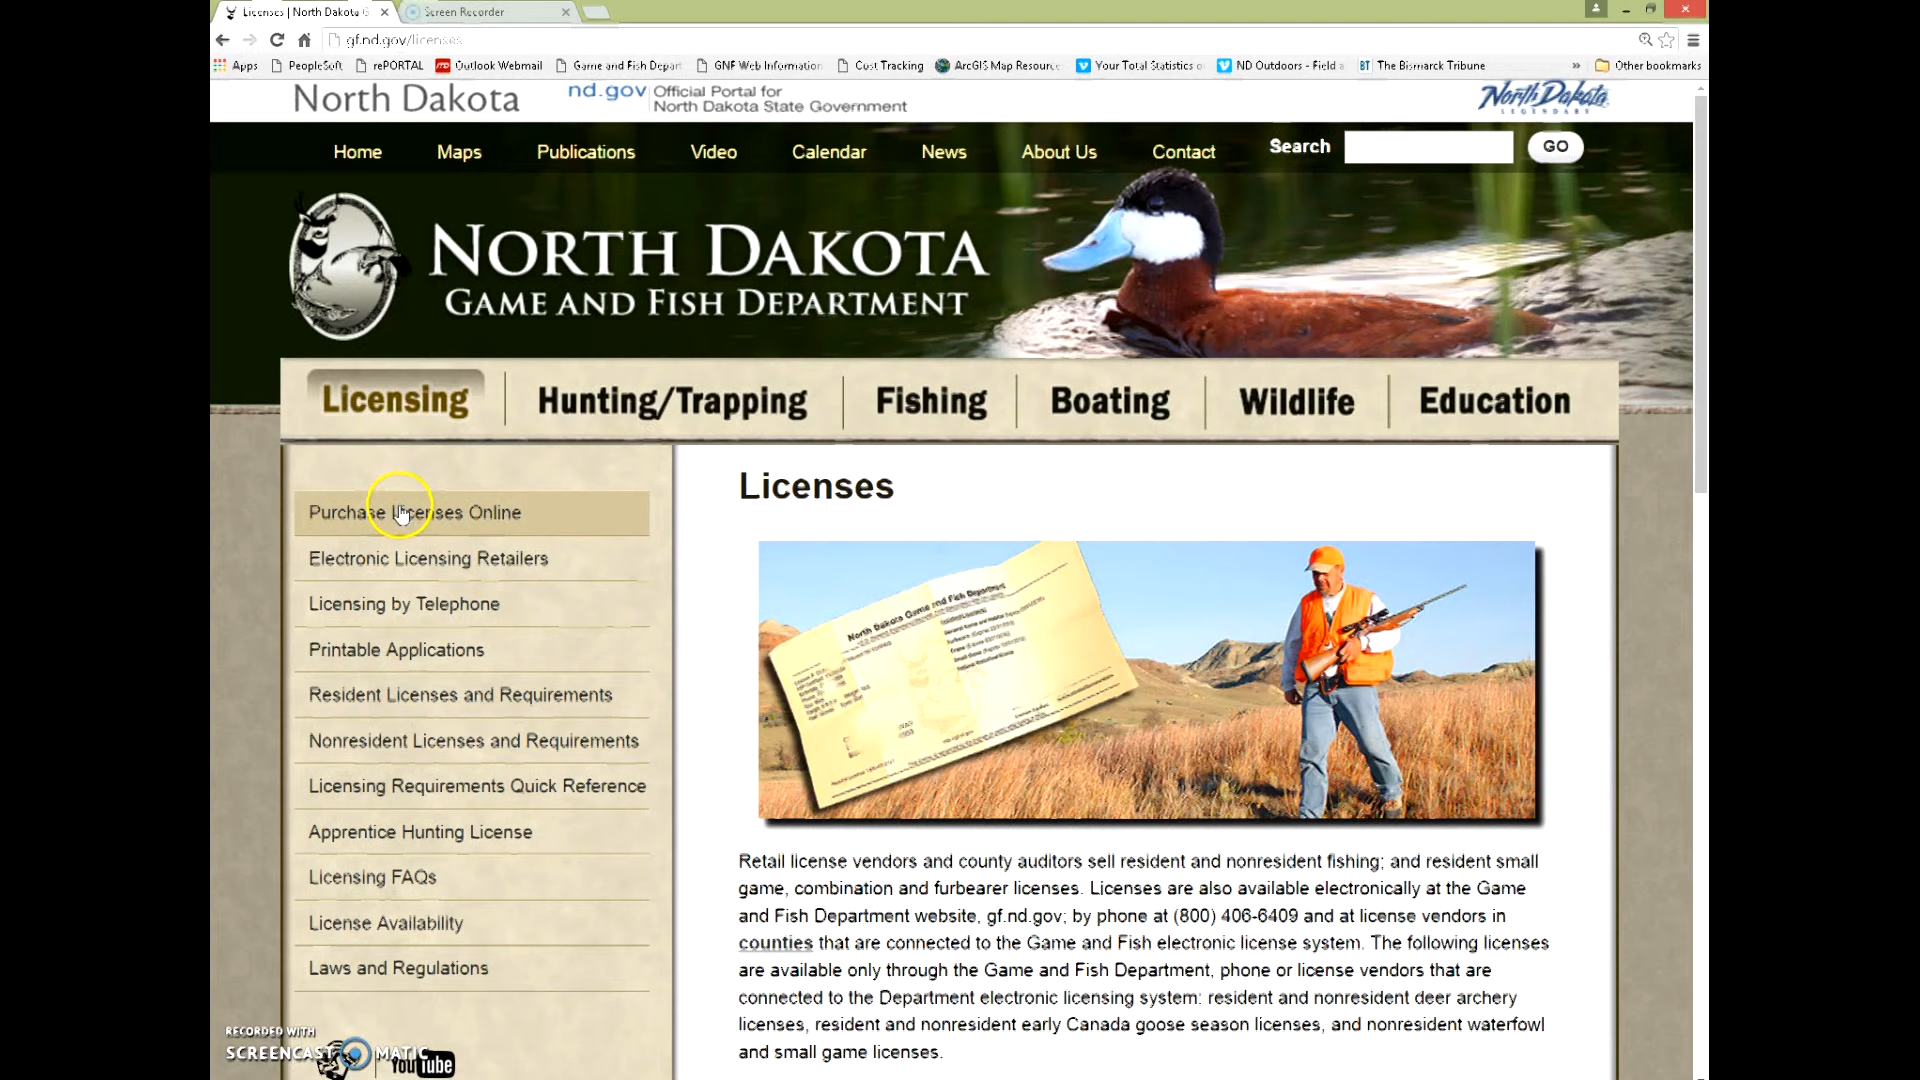 Licenses | North Dakota G
Screen Recorder
gf.nd.gov/licenses
Apps
PeopleSoft
rePORTAL
Outlook Webmail
Game and Fish Depart
GNF Web Information
Cost Tracking
ArcGIS Map Resource
Your Total Statistics o
ND Outdoors - Field a
BT The Bismarck Tribune
»
Other bookmarks
North Dakota
nd.gov
Official Portal for
North Dakota State Government
North Dakota
LEGENDARY
Home
Maps
Publications
Video
Calendar
News
About Us
Contact
Search
GO
NORTH DAKOTA
GAME AND FISH DEPARTMENT
Licensing
Hunting/Trapping
Fishing
Boating
Wildlife
Education
Purchase Licenses Online
Electronic Licensing Retailers
Licensing by Telephone
Printable Applications
Resident Licenses and Requirements
Nonresident Licenses and Requirements
Licensing Requirements Quick Reference
Apprentice Hunting License
Licensing FAQs
License Availability
Laws and Regulations
RECORDED WITH
SCREENCAST MATIC
YouTube
Licenses
North Dakota Game and Fish Department
Retail license vendors and county auditors sell resident and nonresident fishing; and resident small
game, combination and furbearer licenses. Licenses are also available electronically at the Game
and Fish Department website, gf.nd.gov; by phone at (800) 406-6409 and at license vendors in
counties that are connected to the Game and Fish electronic license system. The following licenses
are available only through the Game and Fish Department, phone or license vendors that are
connected to the Department electronic licensing system: resident and nonresident deer archery
licenses, resident and nonresident early Canada goose season licenses, and nonresident waterfowl
and small game licenses.